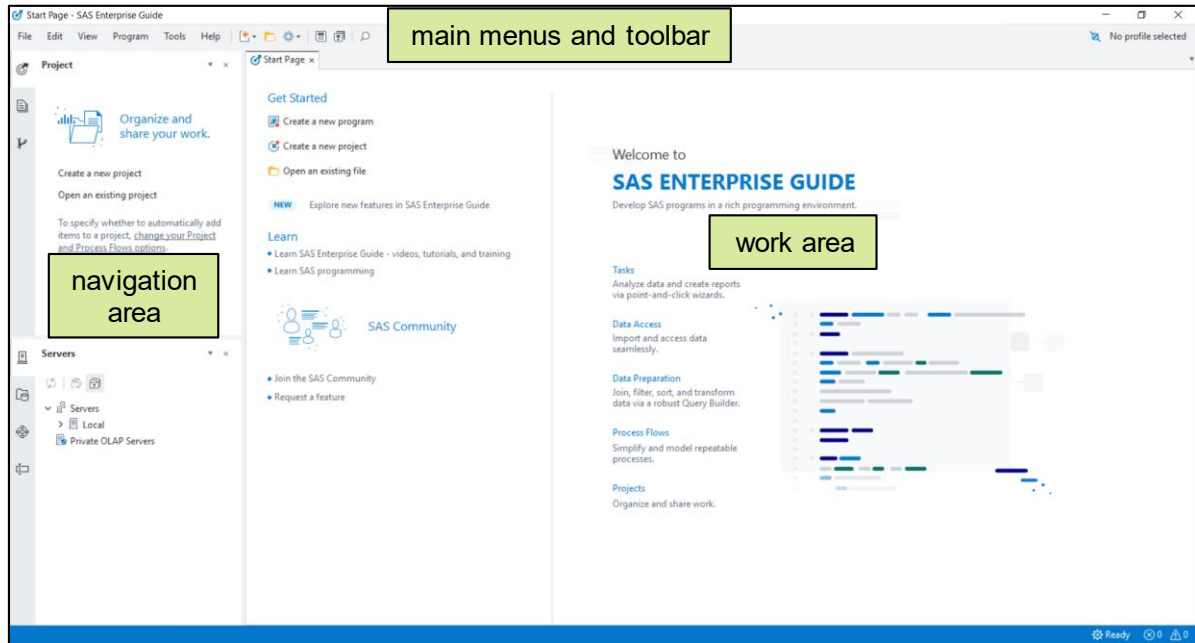 Start Page - SAS Enterprise Guide
File Edit View Program Tools Help
main menus and toolbar
No profile selected
Project
Start Page
Organize and
share your work.
Create a new project
Open an existing project
To specify whether to automatically add
items to a project, change your Project
and Process Flows options.
navigation
area
Servers
Servers
Local
Private OLAP Servers
Get Started
Create a new program
Create a new project
Open an existing file
NEW Explore new features in SAS Enterprise Guide
Learn
• Learn SAS Enterprise Guide - videos, tutorials, and training
• Learn SAS programming
SAS Community
• Join the SAS Community
• Request a feature
Welcome to
SAS ENTERPRISE GUIDE
Develop SAS programs in a rich programming environment.
work area
Tasks
Analyze data and create reports
via point-and-click wizards.
Data Access
Import and access data
seamlessly.
Data Preparation
Join, filter, sort, and transform
data via a robust Query Builder.
Process Flows
Simplify and model repeatable
processes.
Projects
Organize and share work.
Ready 0 0